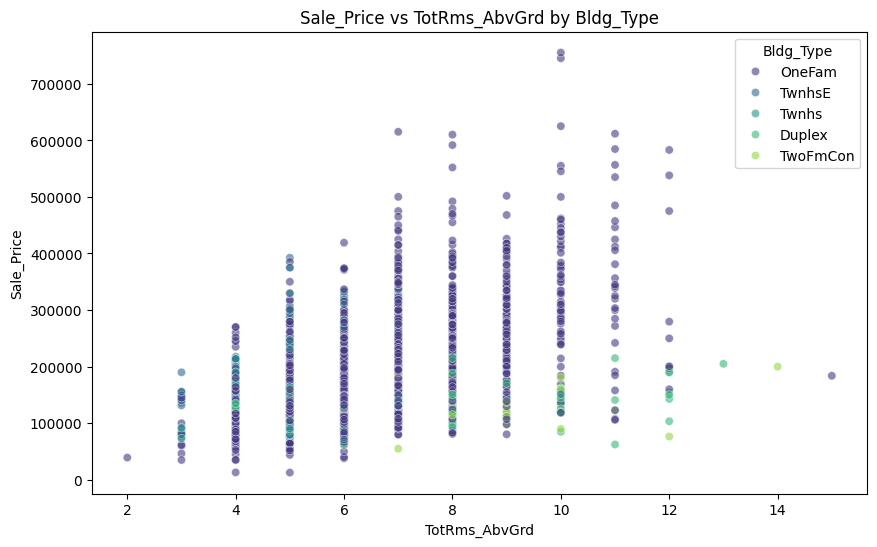 Sale_Price vs TotRms_AbvGrd by Bldg_Type
Bldg_Type
OneFam
TwnhsE
Twnhs
Duplex
TwoFmCon
700000
600000
500000
400000
300000
200000
100000
0
Sale_Price
2 4 6 8 10 12 14
TotRms_AbvGrd